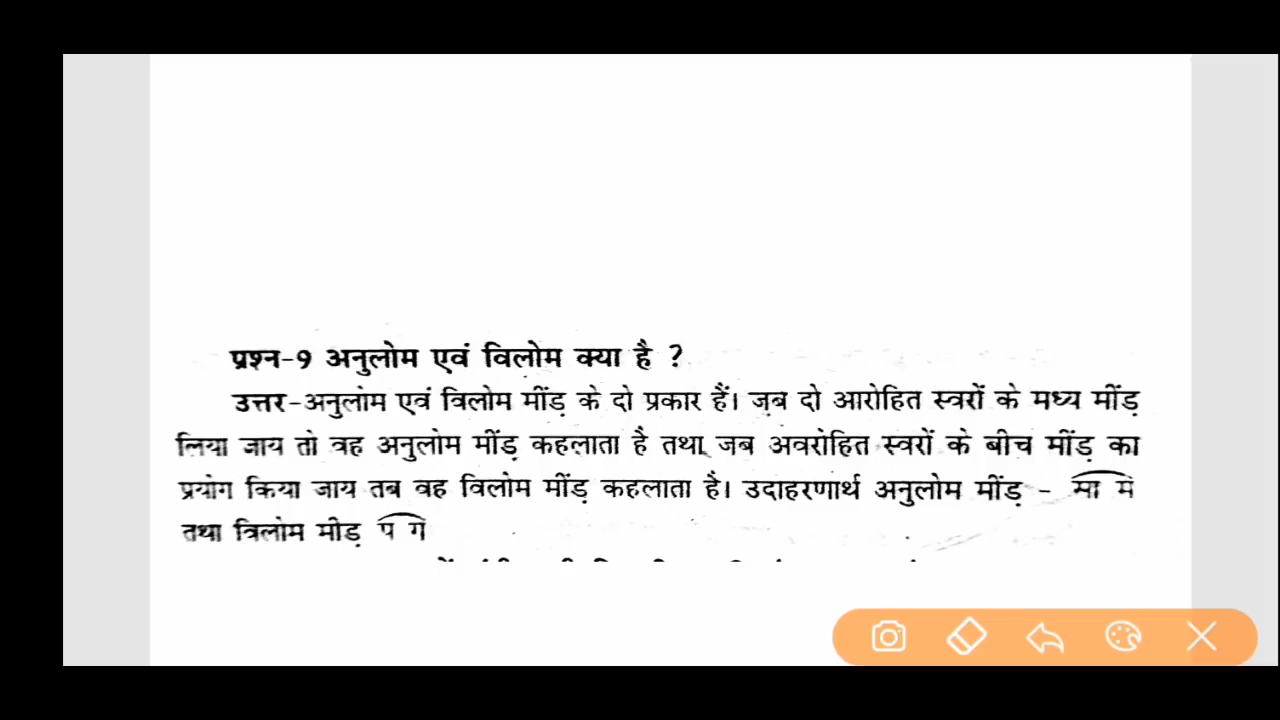 प्रश्न-9 अनुलोम एवं विलोम क्या है ?
उत्तर-अनुलोम एवं विलोम मींड़ के दो प्रकार हैं। जब दो आरोहित स्वरों के मध्य मींड़
लिया जाय तो वह अनुलोम मींड़ कहलाता है तथा जब अवरोहित स्वरों के बीच मींड़ का
प्रयोग किया जाय तब वह विलोम मींड़ कहलाता है। उदाहरणार्थ अनुलोम मींड़ -
तथा विलोम मीड़ प ग